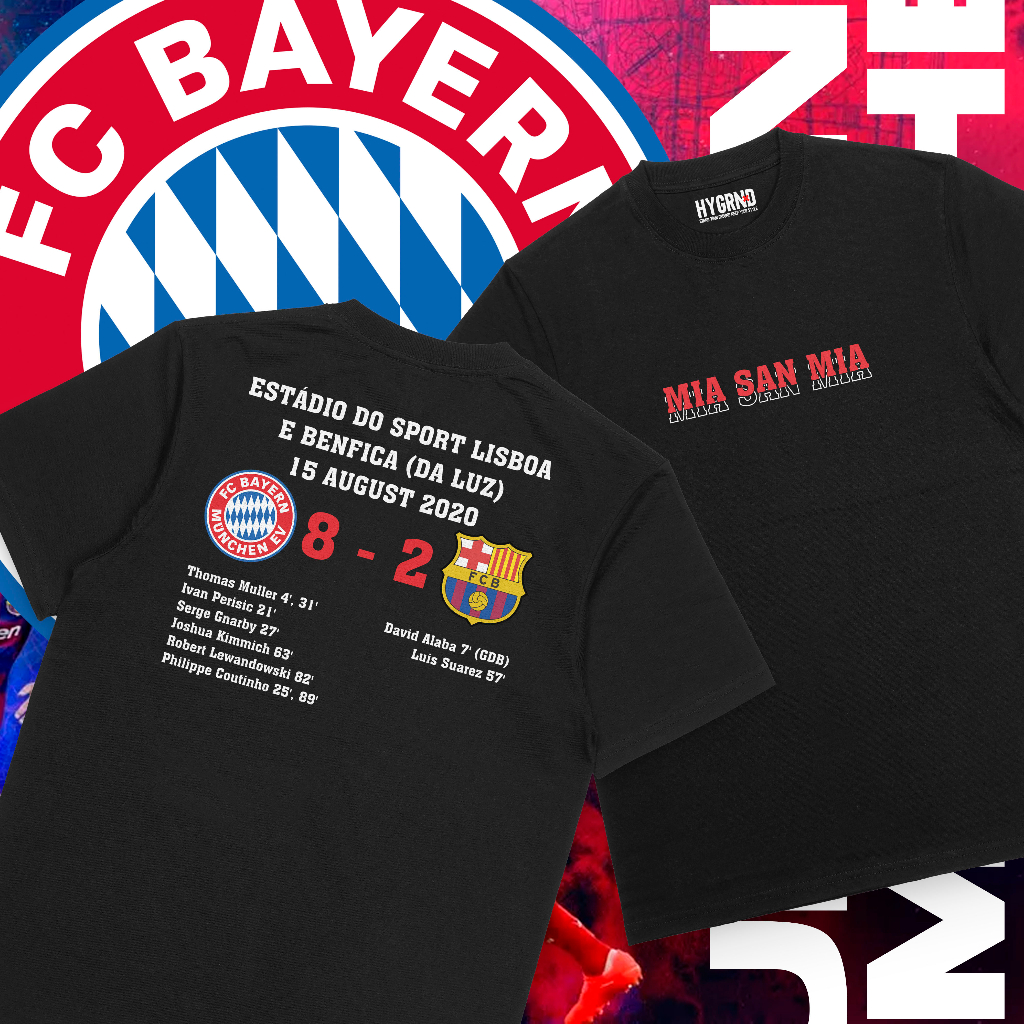 FC BAYERN
HYGRND
MIA SAN MIA
ESTÁDIO DO SPORT LISBOA
E BENFICA (DA LUZ)
15 AUGUST 2020
FC BAYERN
MÜNCHEN EV
8 - 2
FCB
Thomas Muller 4', 31'
Ivan Perisic 21'
Serge Gnarby 27'
Joshua Kimmich 63'
Robert Lewandowski 82'
Philippe Coutinho 25', 89'
David Alaba 7' (GDB)
Luis Suarez 57'